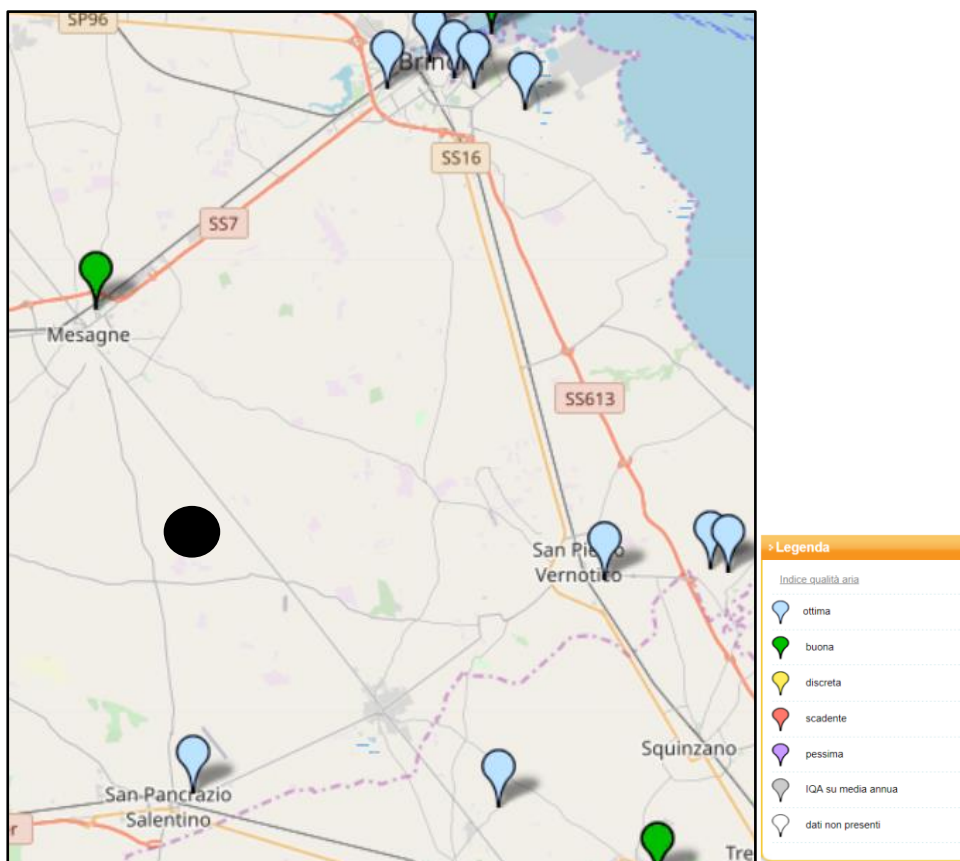 SP96
Brindisi
SS16
SS7
Mesagne
SS613
San Pietro
Vernotico
Squinzano
San Pancrazio
Salentino
r
Tre
> Legenda
Indice qualità aria
ottima
buona
discreta
scadente
pessima
IQA su media annua
dati non presenti